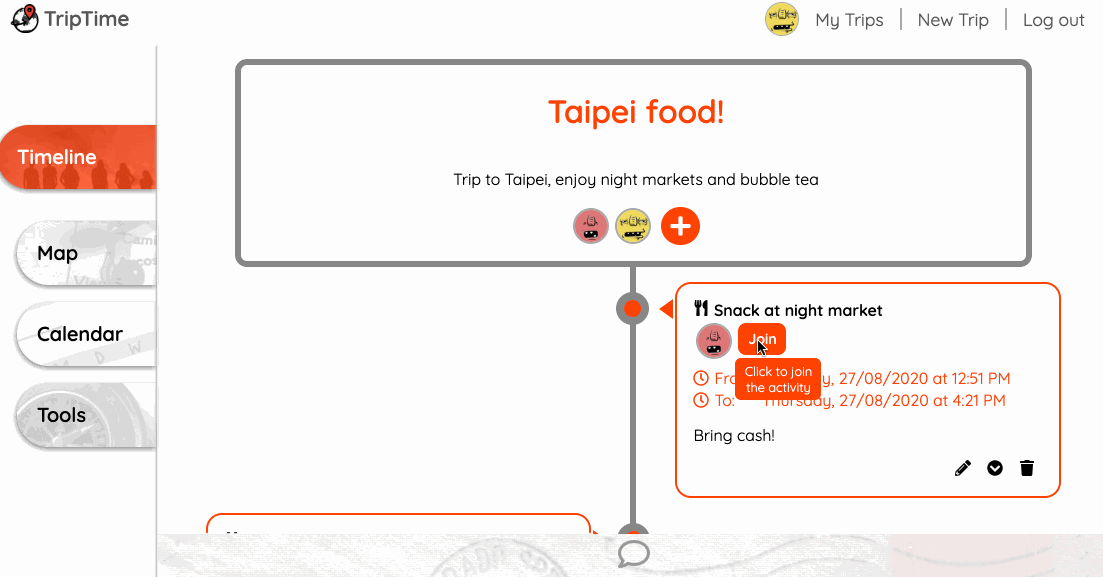 TripTime
My Trips
New Trip
Log out
Timeline
Map
Calendar
Tools
Taipei food!
Trip to Taipei, enjoy night markets and bubble tea
Snack at night market
Join
Click to join
the activity
27/08/2020 at 12:51 PM
To: Thursday, 27/08/2020 at 4:21 PM
Bring cash!